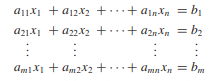 a₁₁x₁ + a₁₂x₂ + ··· + a₁ₙxₙ = b₁
a₂₁x₁ + a₂₂x₂ + ··· + a₂ₙxₙ = b₂
⋮ ⋮ ⋮ ⋮
aₘ₁x₁ + aₘ₂x₂ + ··· + aₘₙxₙ = bₘ